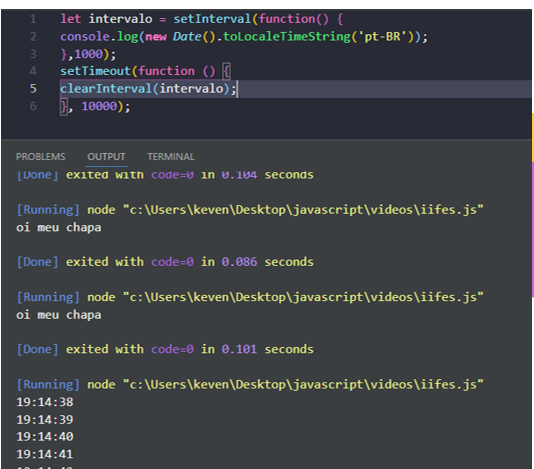 1 let intervalo = setInterval(function() {
2 console.log(new Date().toLocaleTimeString('pt-BR'));
3 },1000);
4 setTimeout(function () {
5 clearInterval(intervalo);
6 }, 10000);
PROBLEMS OUTPUT TERMINAL
[Done] exited with code=0 in 0.104 seconds
[Running] node "c:\Users\keven\Desktop\javascript\videos\iifes.js"
oi meu chapa
[Done] exited with code=0 in 0.086 seconds
[Running] node "c:\Users\keven\Desktop\javascript\videos\iifes.js"
oi meu chapa
[Done] exited with code=0 in 0.101 seconds
[Running] node "c:\Users\keven\Desktop\javascript\videos\iifes.js"
19:14:38
19:14:39
19:14:40
19:14:41